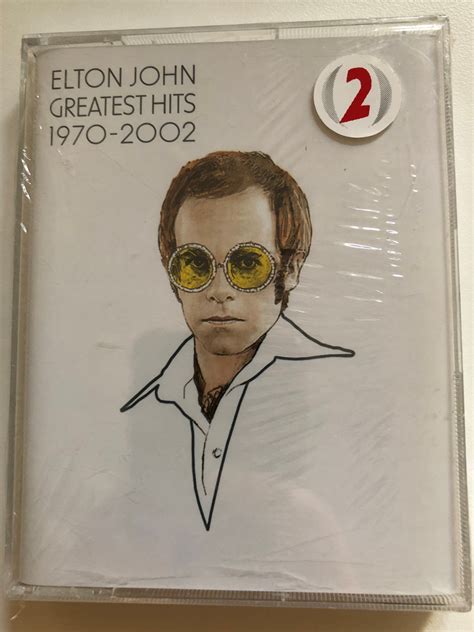 ELTON JOHN
GREATEST HITS
1970-2002
2